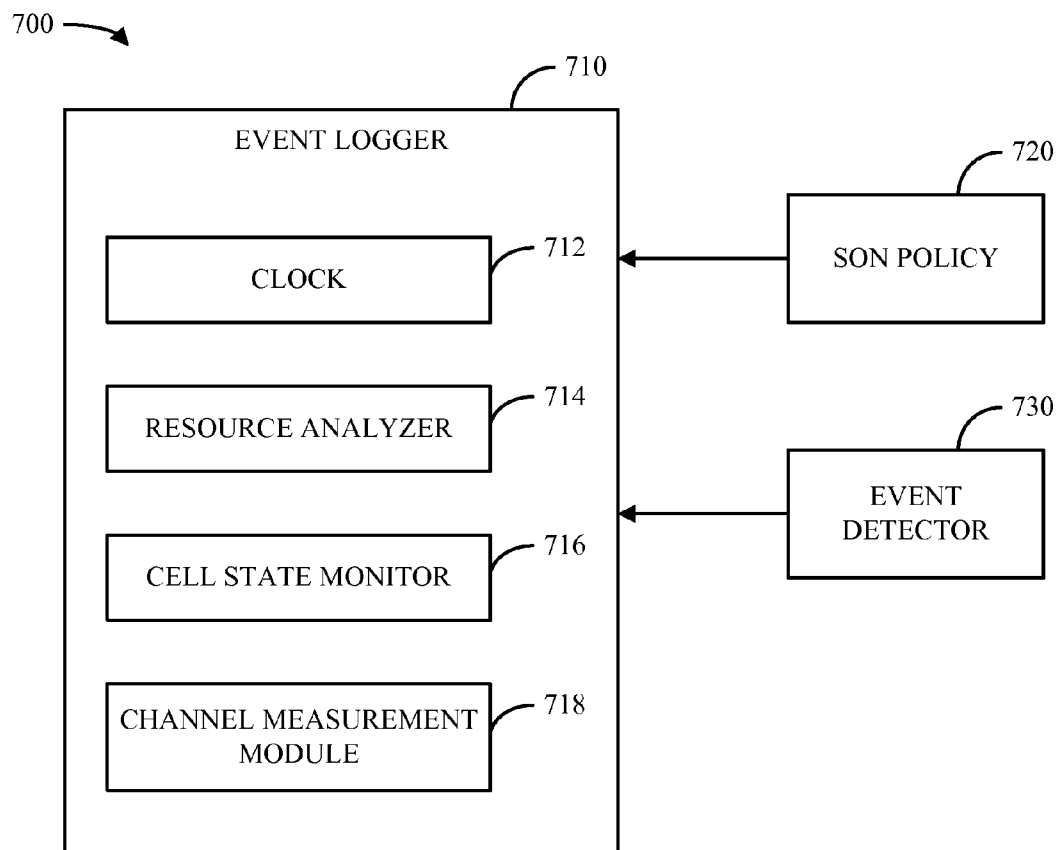 700
710
EVENT LOGGER
720
SON POLICY
712
CLOCK
714
RESOURCE ANALYZER
730
EVENT
DETECTOR
716
CELL STATE MONITOR
718
CHANNEL MEASUREMENT
MODULE